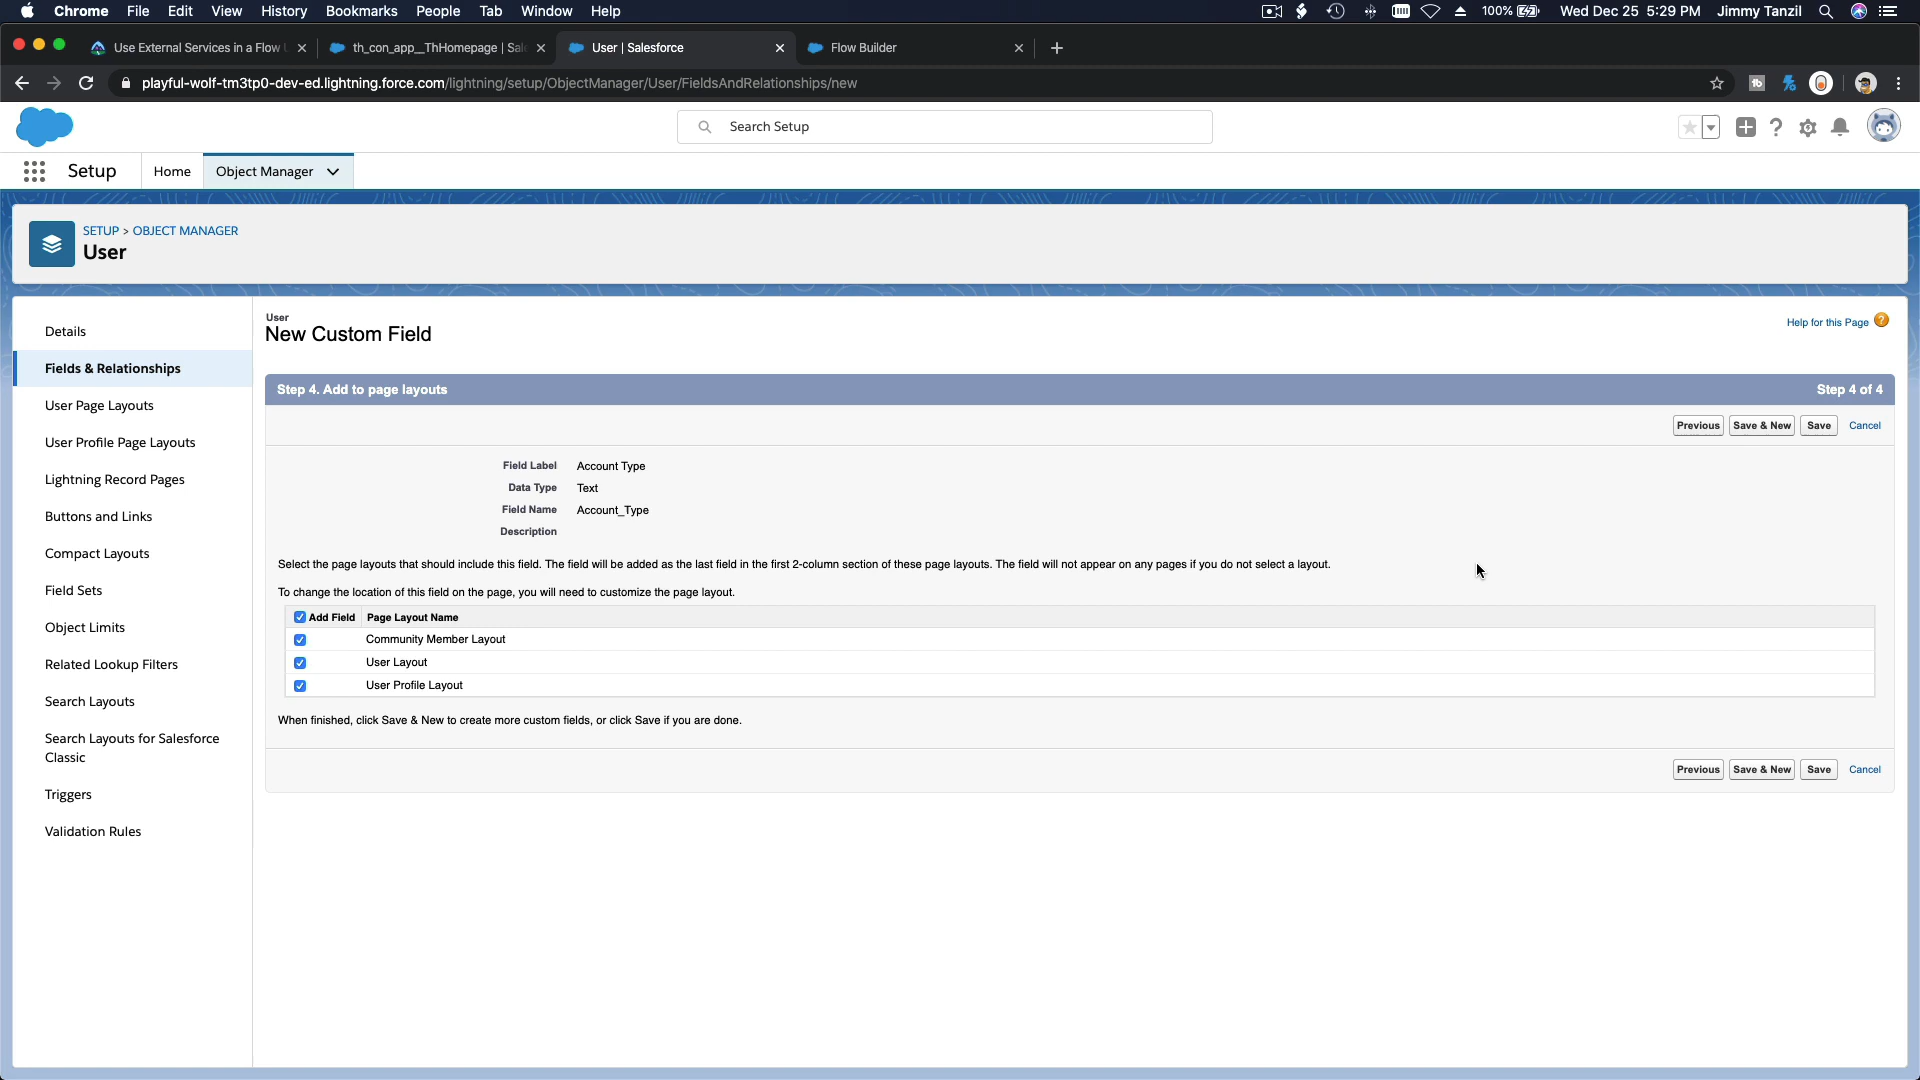 Chrome File Edit View History Bookmarks People Tab Window Help 100% Wed Dec 25 5:29 PM Jimmy Tanzil
Use External Services in a Flow
th_con_app__ThHomepage | Sal
User | Salesforce
Flow Builder
playful-wolf-tm3tp0-dev-ed.lightning.force.com/lightning/setup/ObjectManager/User/FieldsAndRelationships/new
Search Setup
Setup
Home
Object Manager
SETUP > OBJECT MANAGER
User
Details
Fields & Relationships
User Page Layouts
User Profile Page Layouts
Lightning Record Pages
Buttons and Links
Compact Layouts
Field Sets
Object Limits
Related Lookup Filters
Search Layouts
Search Layouts for Salesforce
Classic
Triggers
Validation Rules
User
New Custom Field
Help for this Page
Step 4. Add to page layouts
Step 4 of 4
Previous Save & New Save Cancel
Field Label Account Type
Data Type Text
Field Name Account_Type
Description
Select the page layouts that should include this field. The field will be added as the last field in the first 2-column section of these page layouts. The field will not appear on any pages if you do not select a layout.
To change the location of this field on the page, you will need to customize the page layout.
Add Field Page Layout Name
Community Member Layout
User Layout
User Profile Layout
When finished, click Save & New to create more custom fields, or click Save if you are done.
Previous Save & New Save Cancel